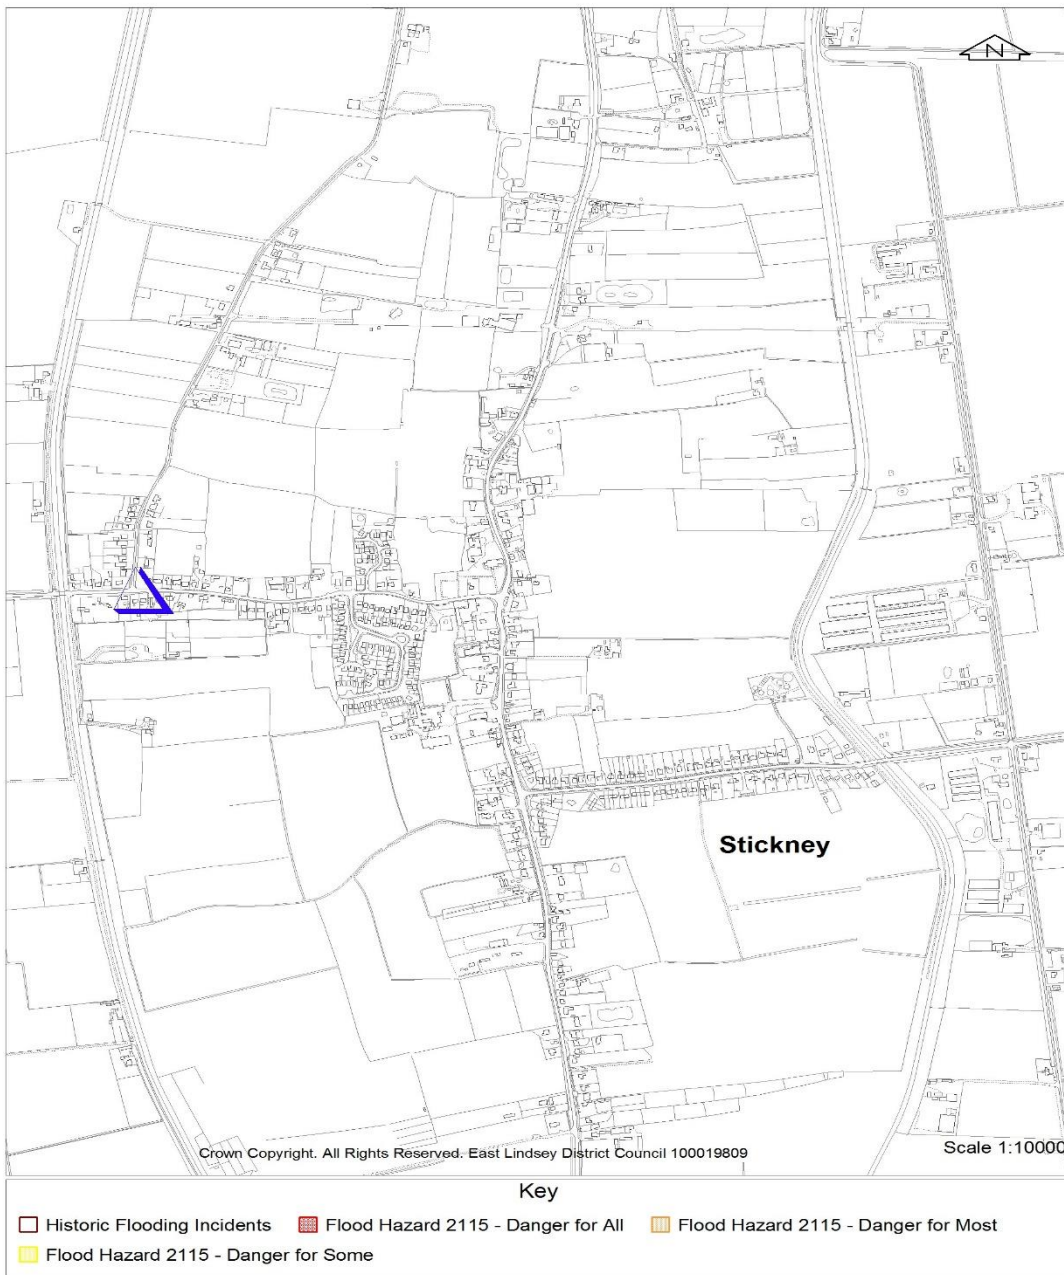 N
Stickney
Crown Copyright. All Rights Reserved. East Lindsey District Council 100019809
Scale 1:10000
Key
Historic Flooding Incidents Flood Hazard 2115 - Danger for All Flood Hazard 2115 - Danger for Most
Flood Hazard 2115 - Danger for Some